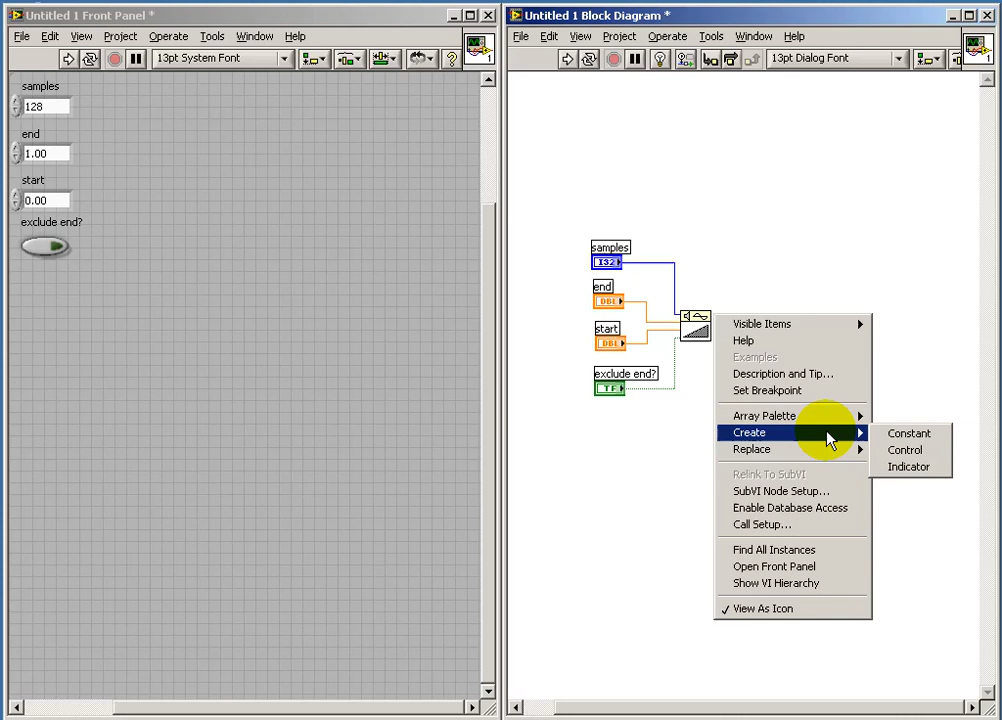 Untitled 1 Front Panel *
File Edit View Project Operate Tools Window Help
13pt System Font
1
samples
128
end
1.00
start
0.00
exclude end?
Untitled 1 Block Diagram *
File Edit View Project Operate Tools Window Help
13pt Dialog Font
1
samples
I32
end
DBL
start
DBL
exclude end?
TF
Visible Items
Help
Examples
Description and Tip...
Set Breakpoint
Array Palette
Create
Replace
Relink To SubVI
SubVI Node Setup...
Enable Database Access
Call Setup...
Find All Instances
Open Front Panel
Show VI Hierarchy
View As Icon
Constant
Control
Indicator